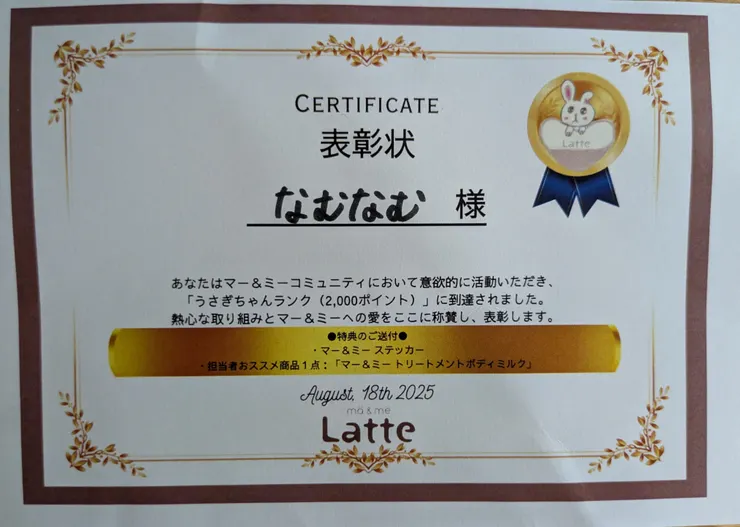 CERTIFICATE
表彰状
なむなむ 様
Latte
あなたはマー＆ミーコミュニティにおいて意欲的に活動いただき、
「うさぎちゃんランク（2,000ポイント）」に到達されました。
熱心な取り組みとマー＆ミーへの愛をここに称賛し、表彰します。
●特典のご送付●
・マー＆ミー ステッカー
・担当者おススメ商品１点：「マー＆ミー トリートメントボディミルク」
August, 18th 2025
mä & me
Latte